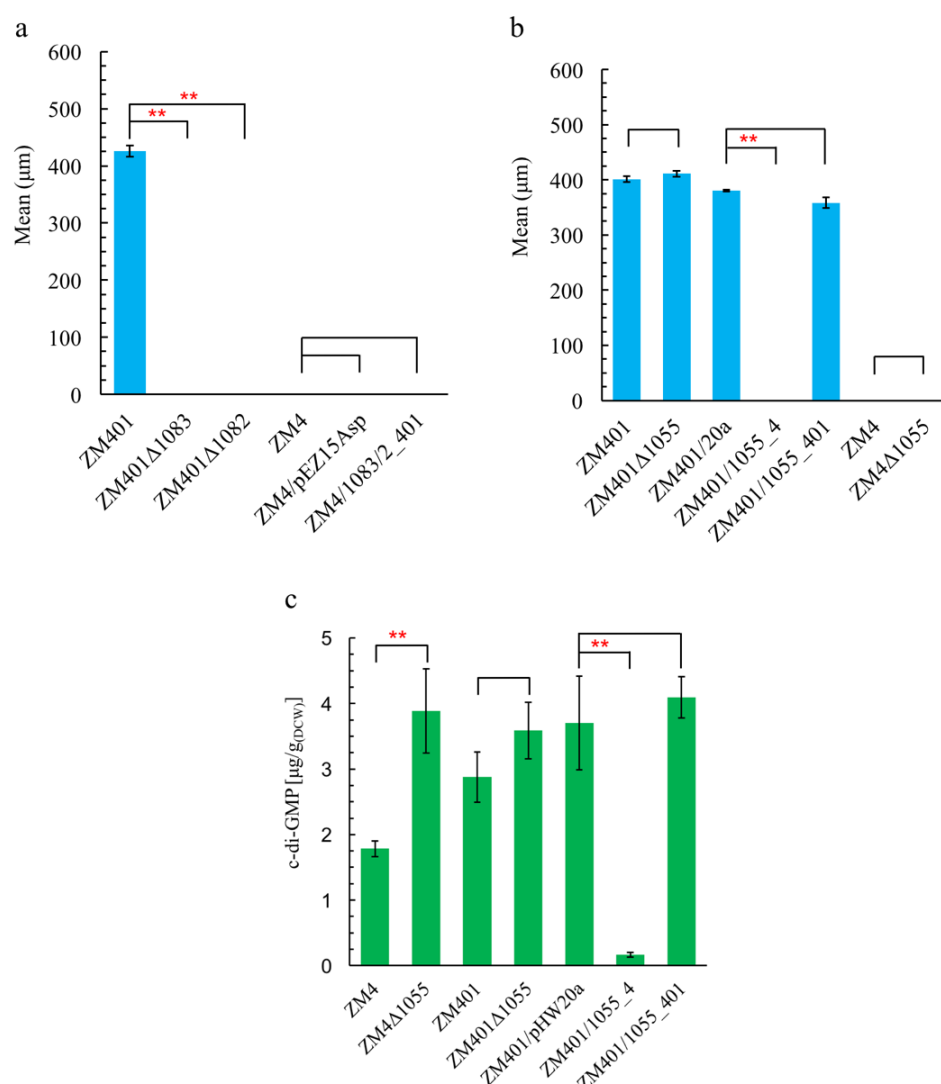 a
600
500
400
300
200
100
0
Mean (μm)
**
**
ZM401
ZM401Δ1083
ZM401Δ1082
ZM4
ZM4/pEZ15Asp
ZM4/1083/2_401
b
600
500
400
300
200
100
0
Mean (μm)
**
ZM401
ZM401Δ1055
ZM401/20a
ZM401/1055_4
ZM401/1055_401
ZM4
ZM4Δ1055
c
5
4
3
2
1
0
c-di-GMP [μg/g(DCW)]
**
**
ZM4
ZM4Δ1055
ZM401
ZM401Δ1055
ZM401/pHW20a
ZM401/1055_4
ZM401/1055_401